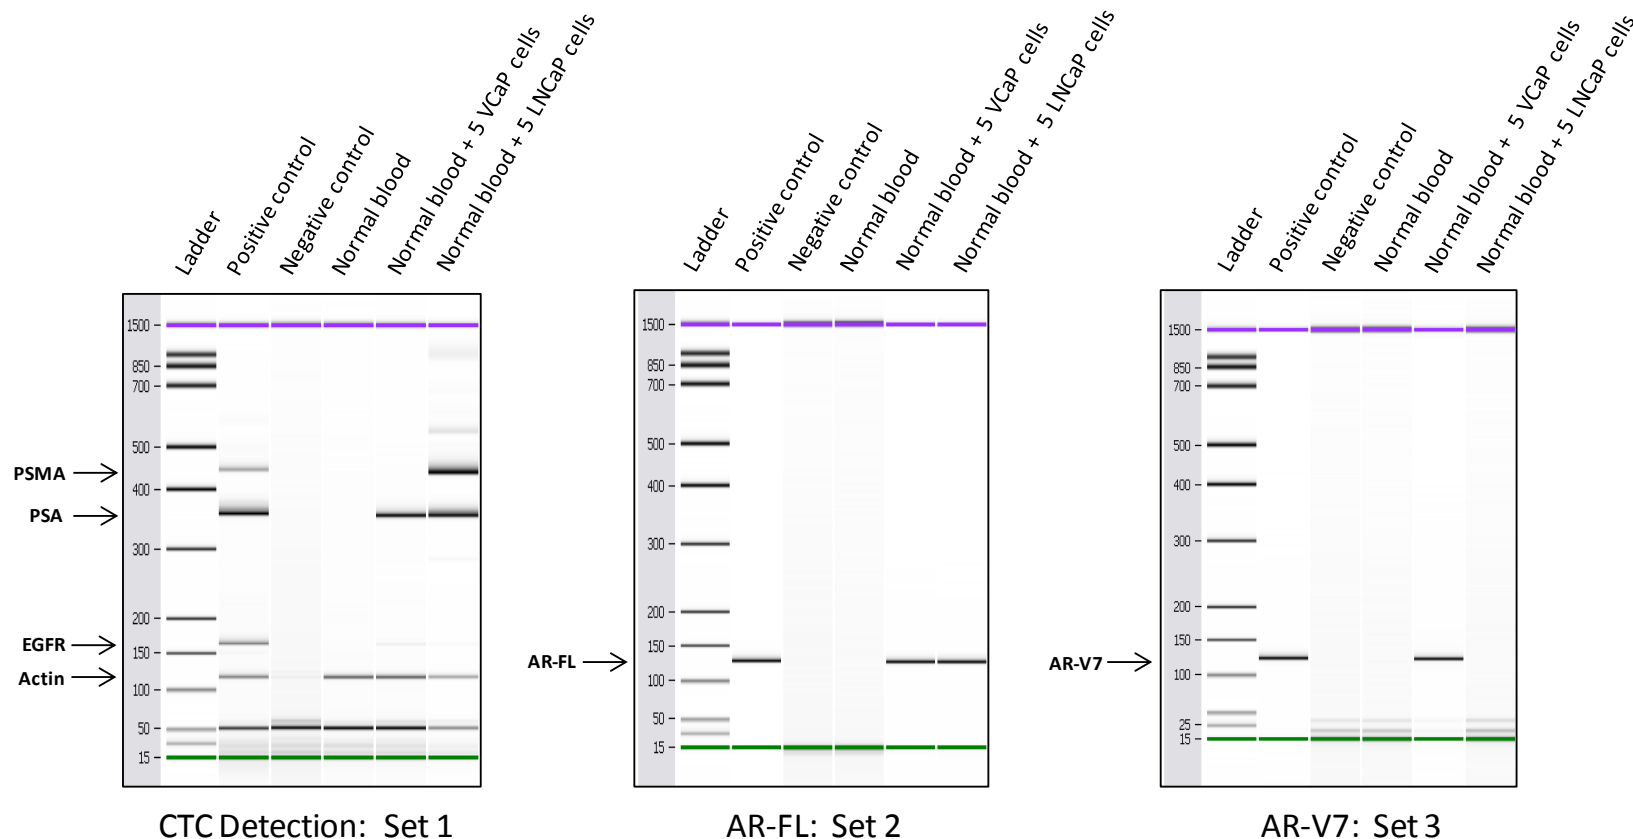 Ladder
Positive control
Negative control
Normal blood
Normal blood + 5 VCaP cells
Normal blood + 5 LNCaP cells
1500
850
700
500
400
300
200
150
100
50
15
PSMA
PSA
EGFR
Actin
CTC Detection: Set 1
Ladder
Positive control
Negative control
Normal blood
Normal blood + 5 VCaP cells
Normal blood + 5 LNCaP cells
1500
850
700
500
400
300
200
150
100
50
15
AR-FL
AR-FL: Set 2
Ladder
Positive control
Negative control
Normal blood
Normal blood + 5 VCaP cells
Normal blood + 5 LNCaP cells
1500
850
700
500
400
300
200
150
100
25
15
AR-V7
AR-V7: Set 3